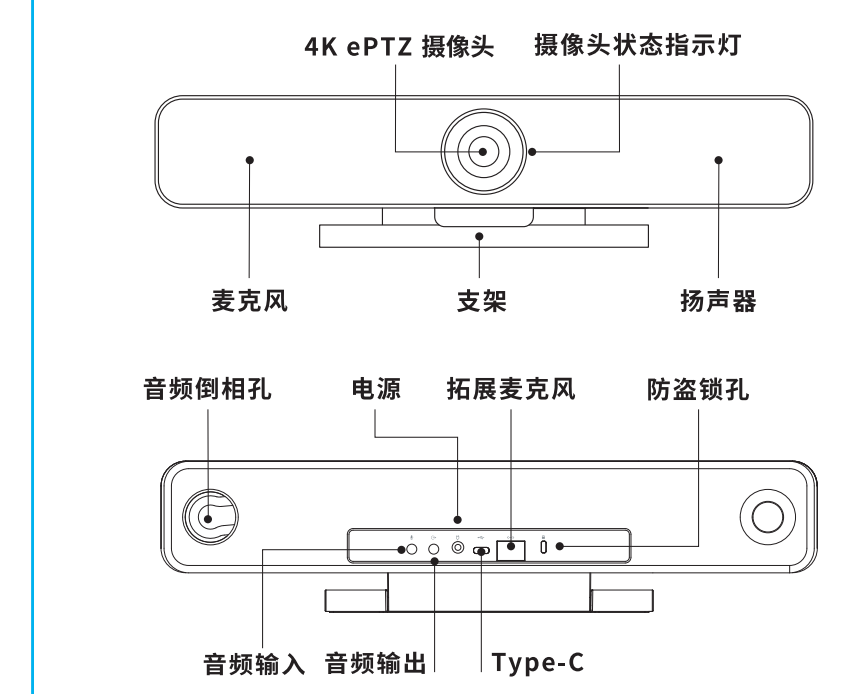 4K ePTZ 摄像头 摄像头状态指示灯
麦克风 支架 扬声器
音频倒相孔 电源 拓展麦克风 防盗锁孔
音频输入 音频输出 Type-C